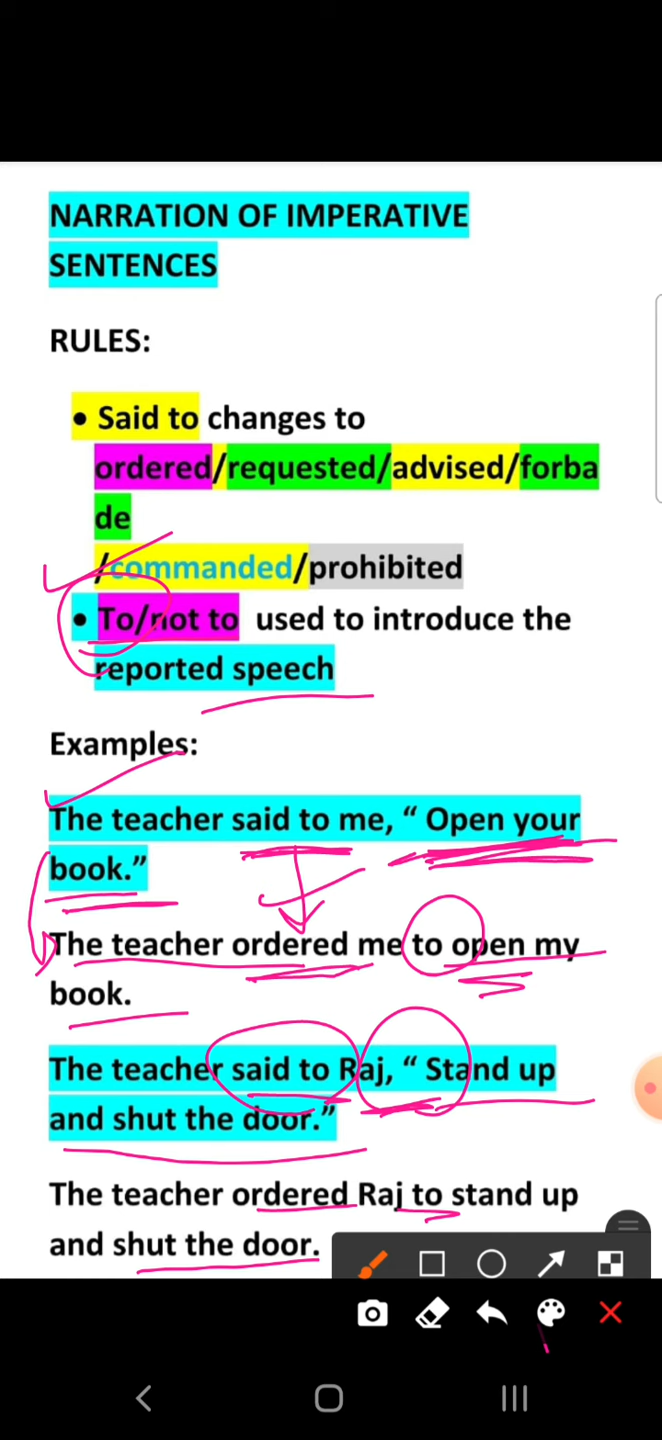 NARRATION OF IMPERATIVE
SENTENCES
RULES:
• Said to changes to
ordered/requested/advised/forba
de
/commanded/prohibited
• To/not to used to introduce the
reported speech
Examples:
The teacher said to me, “ Open your
book.”
The teacher ordered me to open my
book.
The teacher said to Raj, “ Stand up
and shut the door.”
The teacher ordered Raj to stand up
and shut the door.